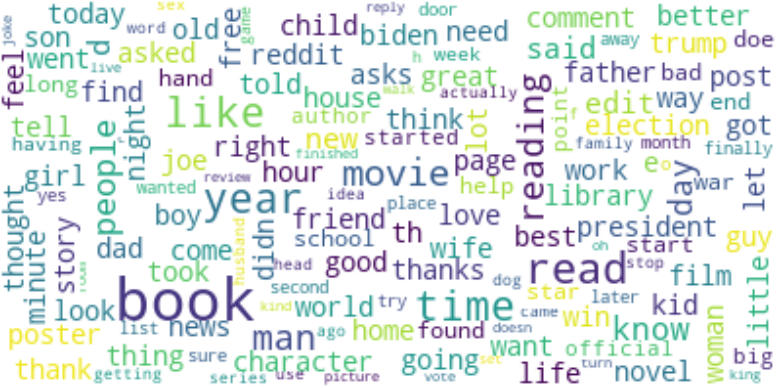 today
sex
reply
door
comment
better
son
word
old
free
game
child
biden
need
said
away
trump
doe
joke
went
d
asked
reddit
h
week
father
bad
post
feel
long
live
find
hand
told
house
asks
great
walk
actually
edit
way
end
tell
night
like
author
think
lot
reading
point
f
election
got
having
people
right
new
started
finished
family
month
finally
girl
joe
hour
movie
page
work
e
o
day
war
let
yes
wanted
review
idea
help
library
thought
minute
story
boy
year
friend
place
love
best
president
guy
dad
come
husband
didn
school
th
wife
oh
start
room
took
head
good
thanks
read
stop
film
little
look
book
kind
second
world
try
time
dog
star
came
later
kid
woman
poster
list
news
man
ago
home
found
doesn
win
know
thank
thing
sure
character
going
want
official
big
getting
series
use
picture
vote
set
life
turn
novel
king